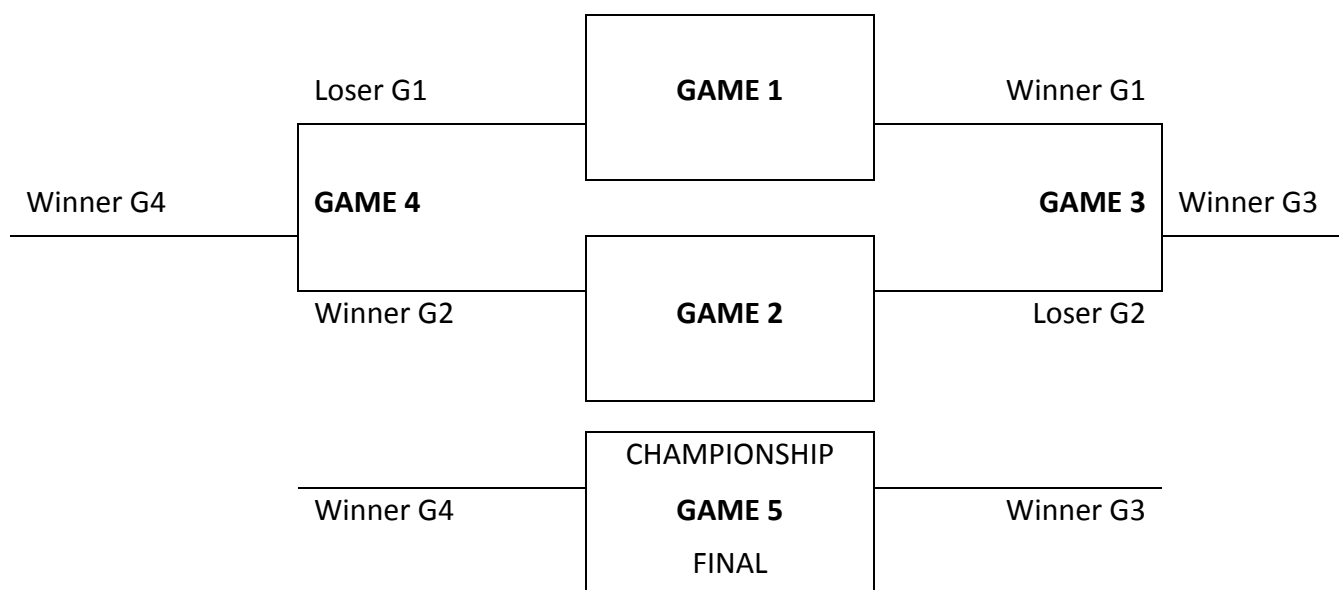 Loser G1
GAME 1
Winner G1
Winner G4
GAME 4
GAME 3
Winner G3
Winner G2
GAME 2
Loser G2
CHAMPIONSHIP
Winner G4
GAME 5
Winner G3
FINAL